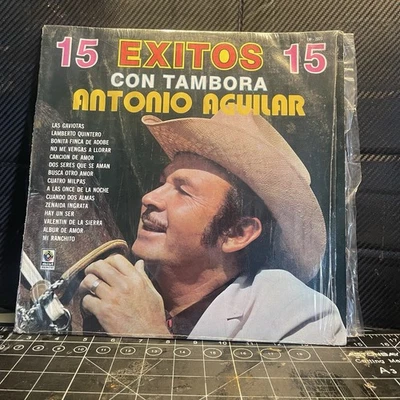 15 EXITOS 15
CON TAMBORA
ANTONIO AGUILAR
LAS GAVIOTAS
LAMBERTO QUINTERO
BONITA FINCA DE ADOBE
NO ME VENGAS A LLORAR
CANCION DE AMOR
DOS SERES QUE SE AMAN
BUSCA OTRO AMOR
CUATRO MILPAS
A LAS ONCE DE LA NOCHE
CUANDO DOS ALMAS
ZENAIDA INGRATA
HAY UN SER
VALENTIN DE LA SIERRA
ALBUR DE AMOR
MI RANCHITO
A3